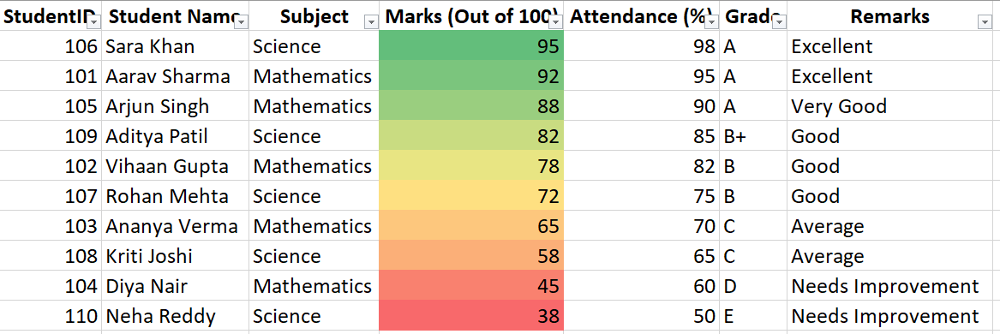 StudentID Student Name Subject Marks (Out of 100) Attendance (%) Grade Remarks
106 Sara Khan Science 95 98 A Excellent
101 Aarav Sharma Mathematics 92 95 A Excellent
105 Arjun Singh Mathematics 88 90 A Very Good
109 Aditya Patil Science 82 85 B+ Good
102 Vihaan Gupta Mathematics 78 82 B Good
107 Rohan Mehta Science 72 75 B Good
103 Ananya Verma Mathematics 65 70 C Average
108 Kriti Joshi Science 58 65 C Average
104 Diya Nair Mathematics 45 60 D Needs Improvement
110 Neha Reddy Science 38 50 E Needs Improvement